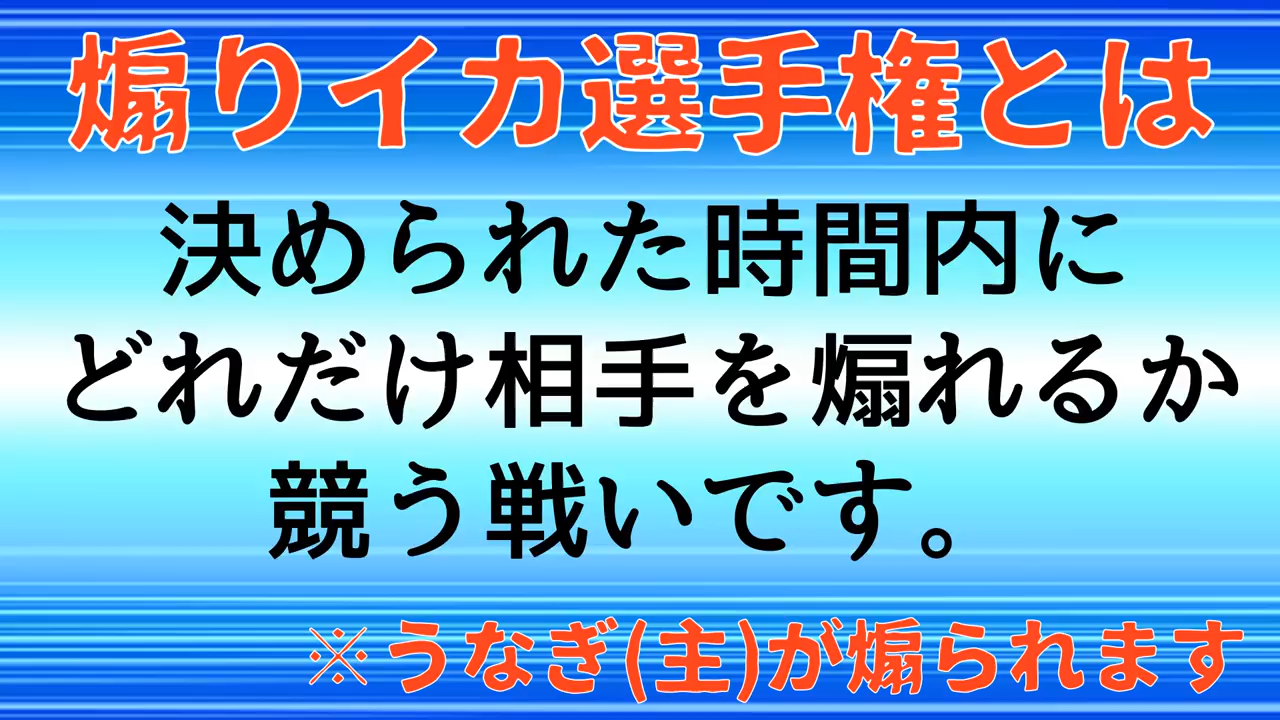 煽りイカ選手権とは
決められた時間内に
どれだけ相手を煽れるか
競う戦いです。
※うなぎ(主)が煽られます